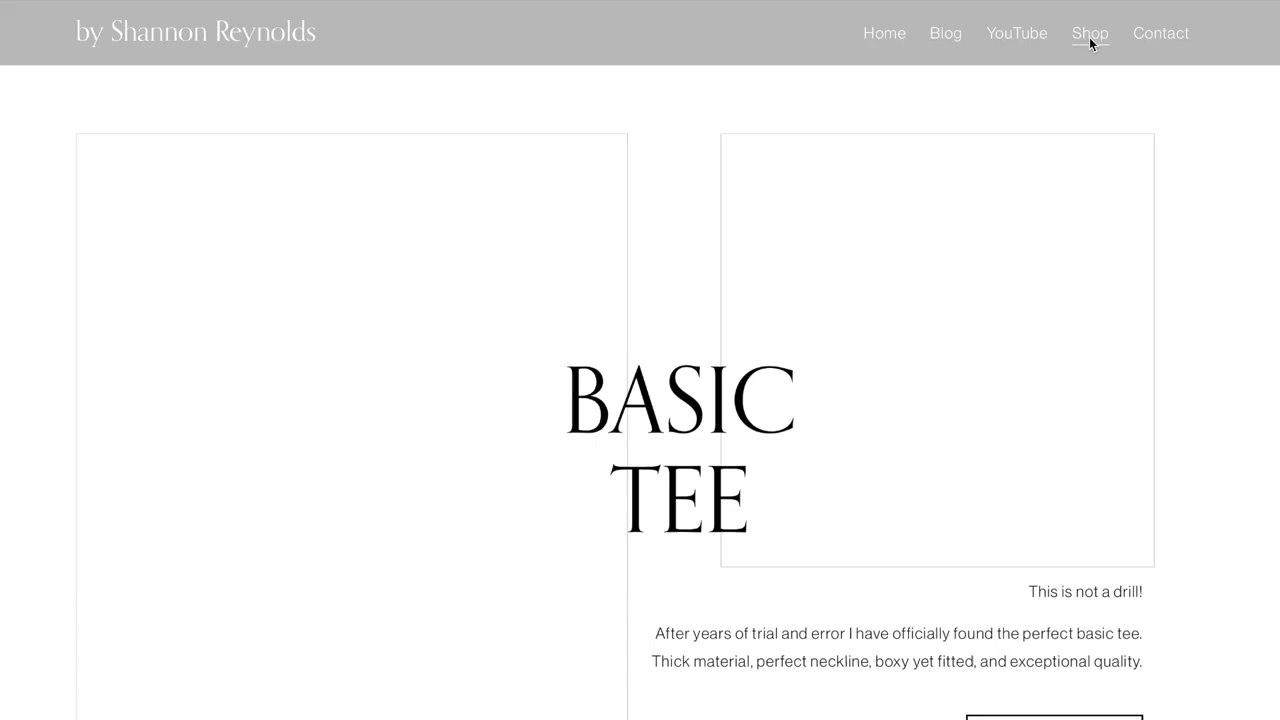 by Shannon Reynolds
Home Blog YouTube Shop Contact
BASIC
TEE
This is not a drill!
After years of trial and error I have officially found the perfect basic tee.
Thick material, perfect neckline, boxy yet fitted, and exceptional quality.